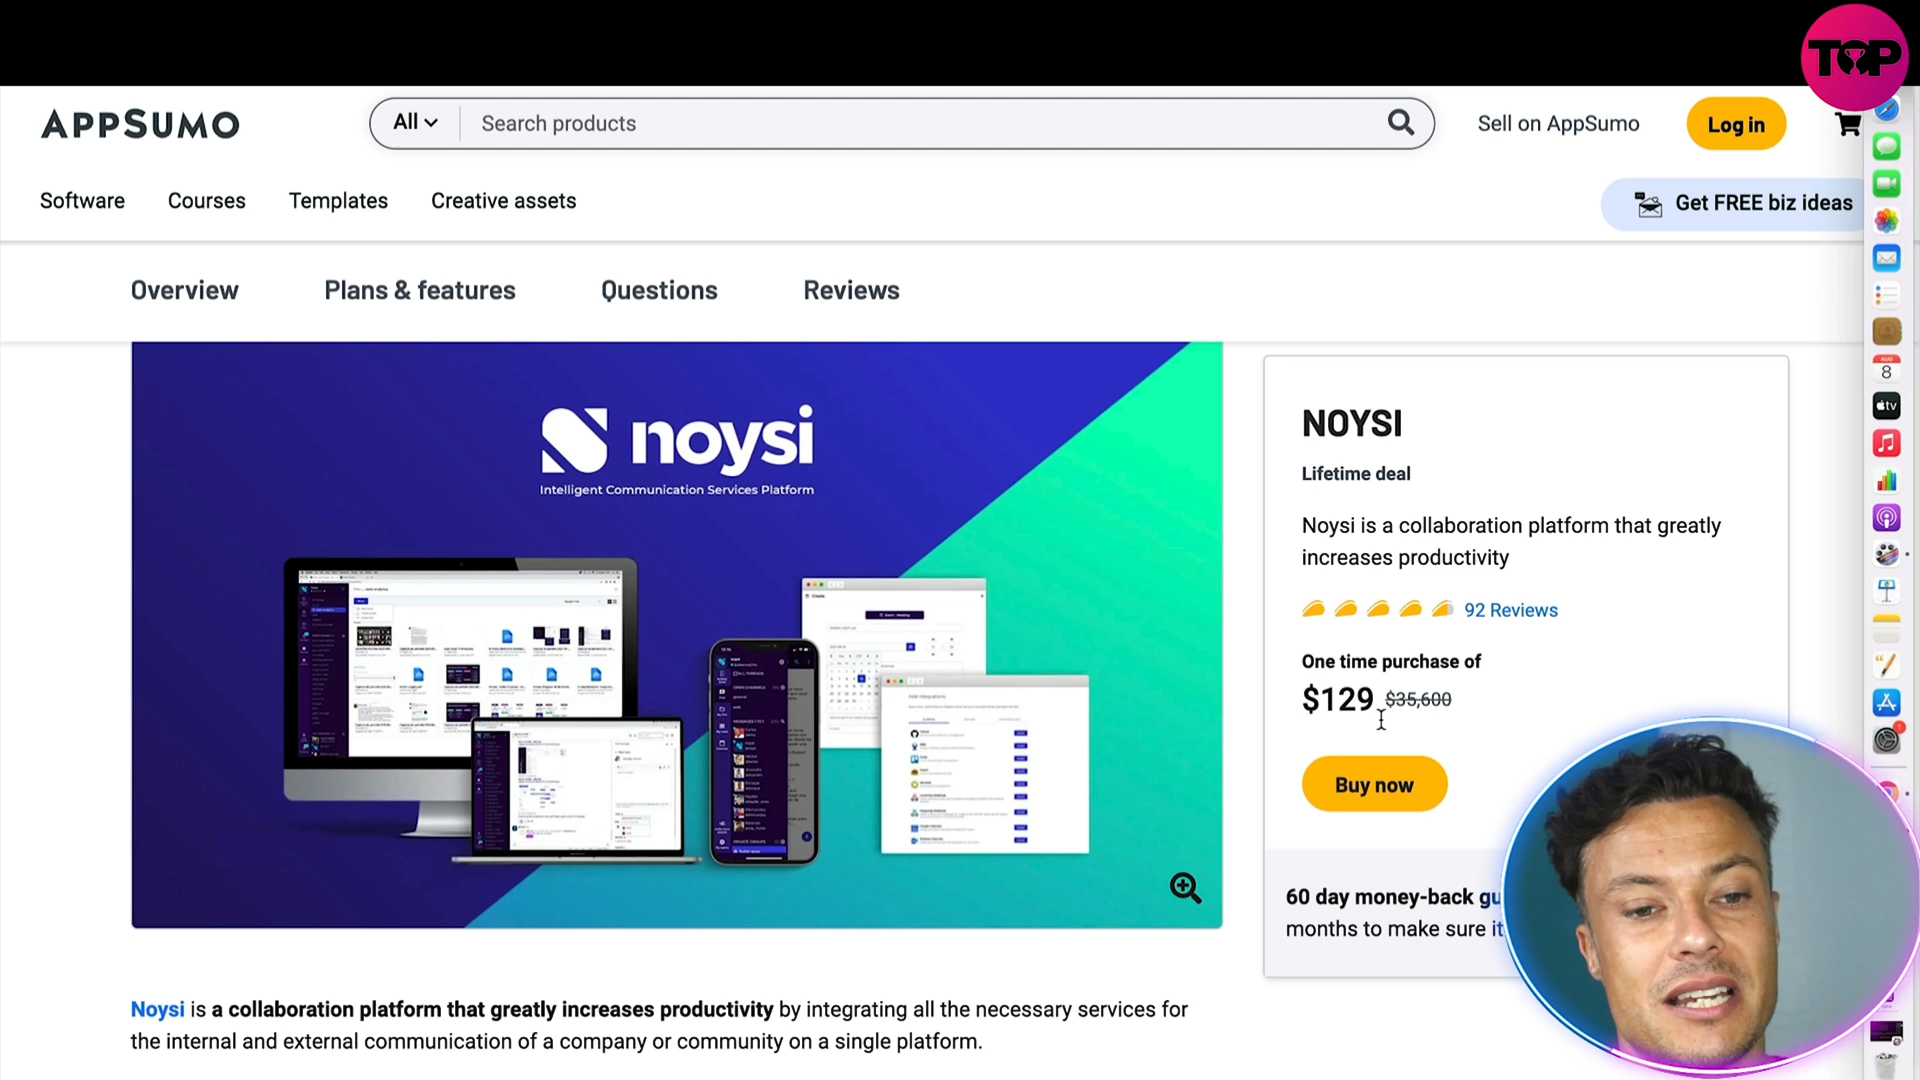 TOP
APPSUMO
All
Search products
Sell on AppSumo
Log in
Software
Courses
Templates
Creative assets
Get FREE biz ideas
Overview
Plans & features
Questions
Reviews
noysi
Intelligent Communication Services Platform
NOYSI
Lifetime deal
Noysi is a collaboration platform that greatly
increases productivity
92 Reviews
One time purchase of
$129 $35,600
Buy now
60 day money-back gu
months to make sure it
AUG
8
tv
1
Noysi is a collaboration platform that greatly increases productivity by integrating all the necessary services for
the internal and external communication of a company or community on a single platform.